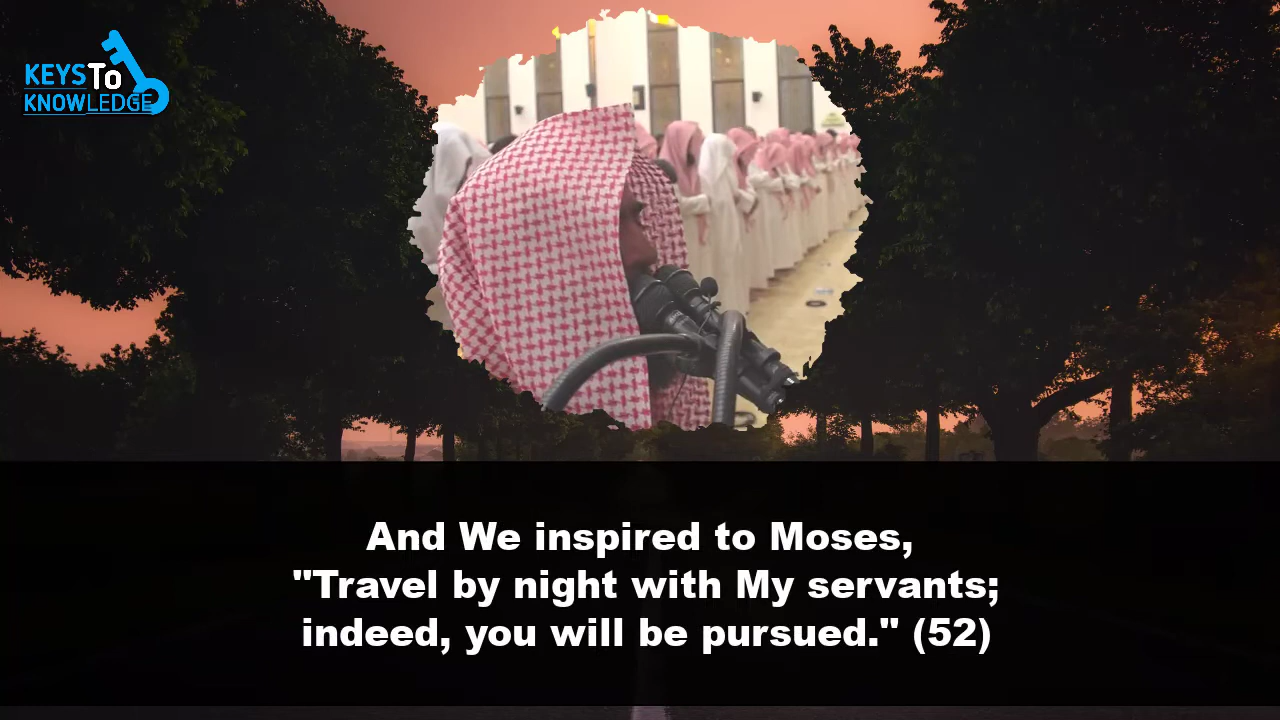 KEYS To
KNOWLEDGE
And We inspired to Moses,
"Travel by night with My servants;
indeed, you will be pursued." (52)